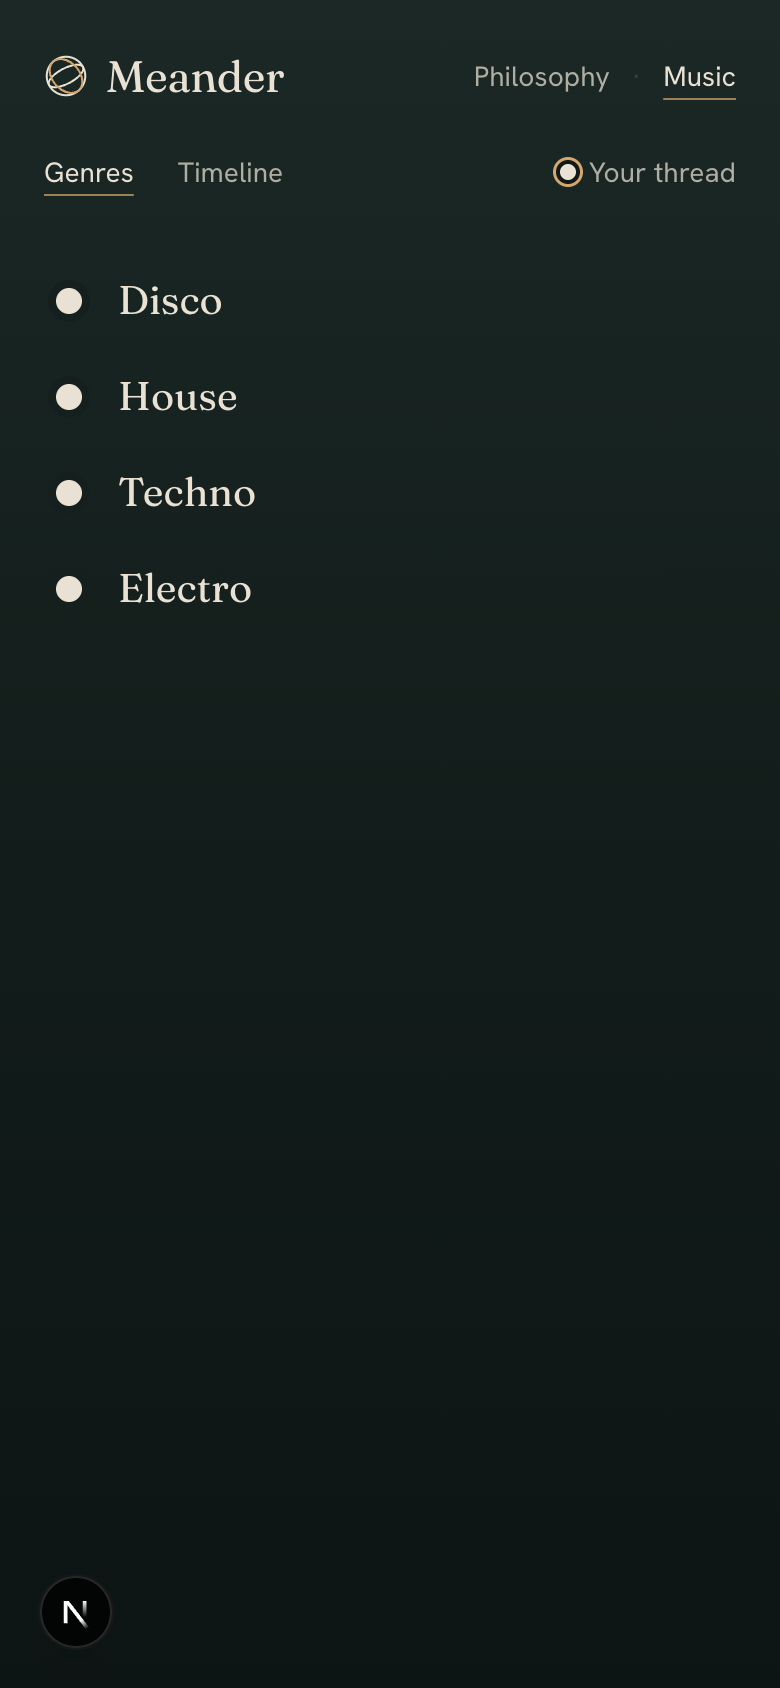 Meander
Philosophy · Music
Genres Timeline Your thread
Disco
House
Techno
Electro
N